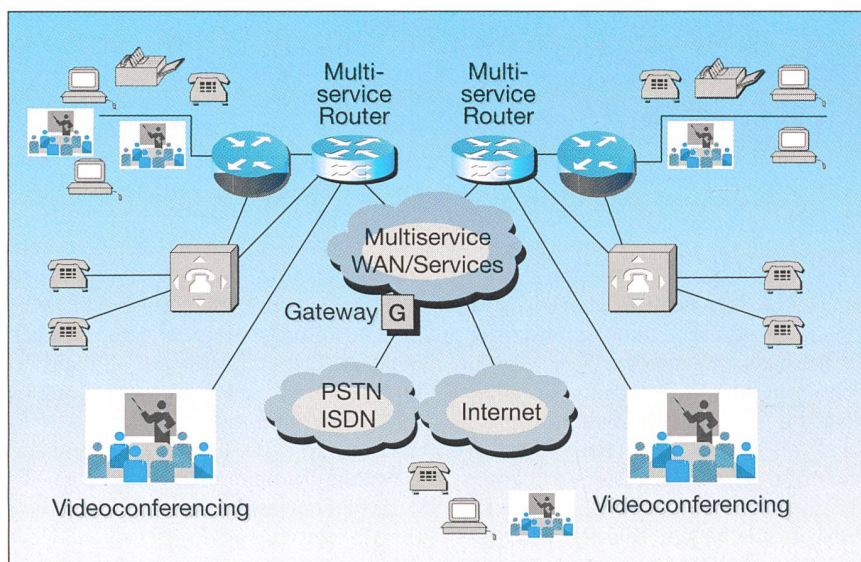 Multi-
service
Router
Multi-
service
Router
Multiservice
WAN/Services
Gateway
G
PSTN
ISDN
Internet
Videoconferencing
Videoconferencing